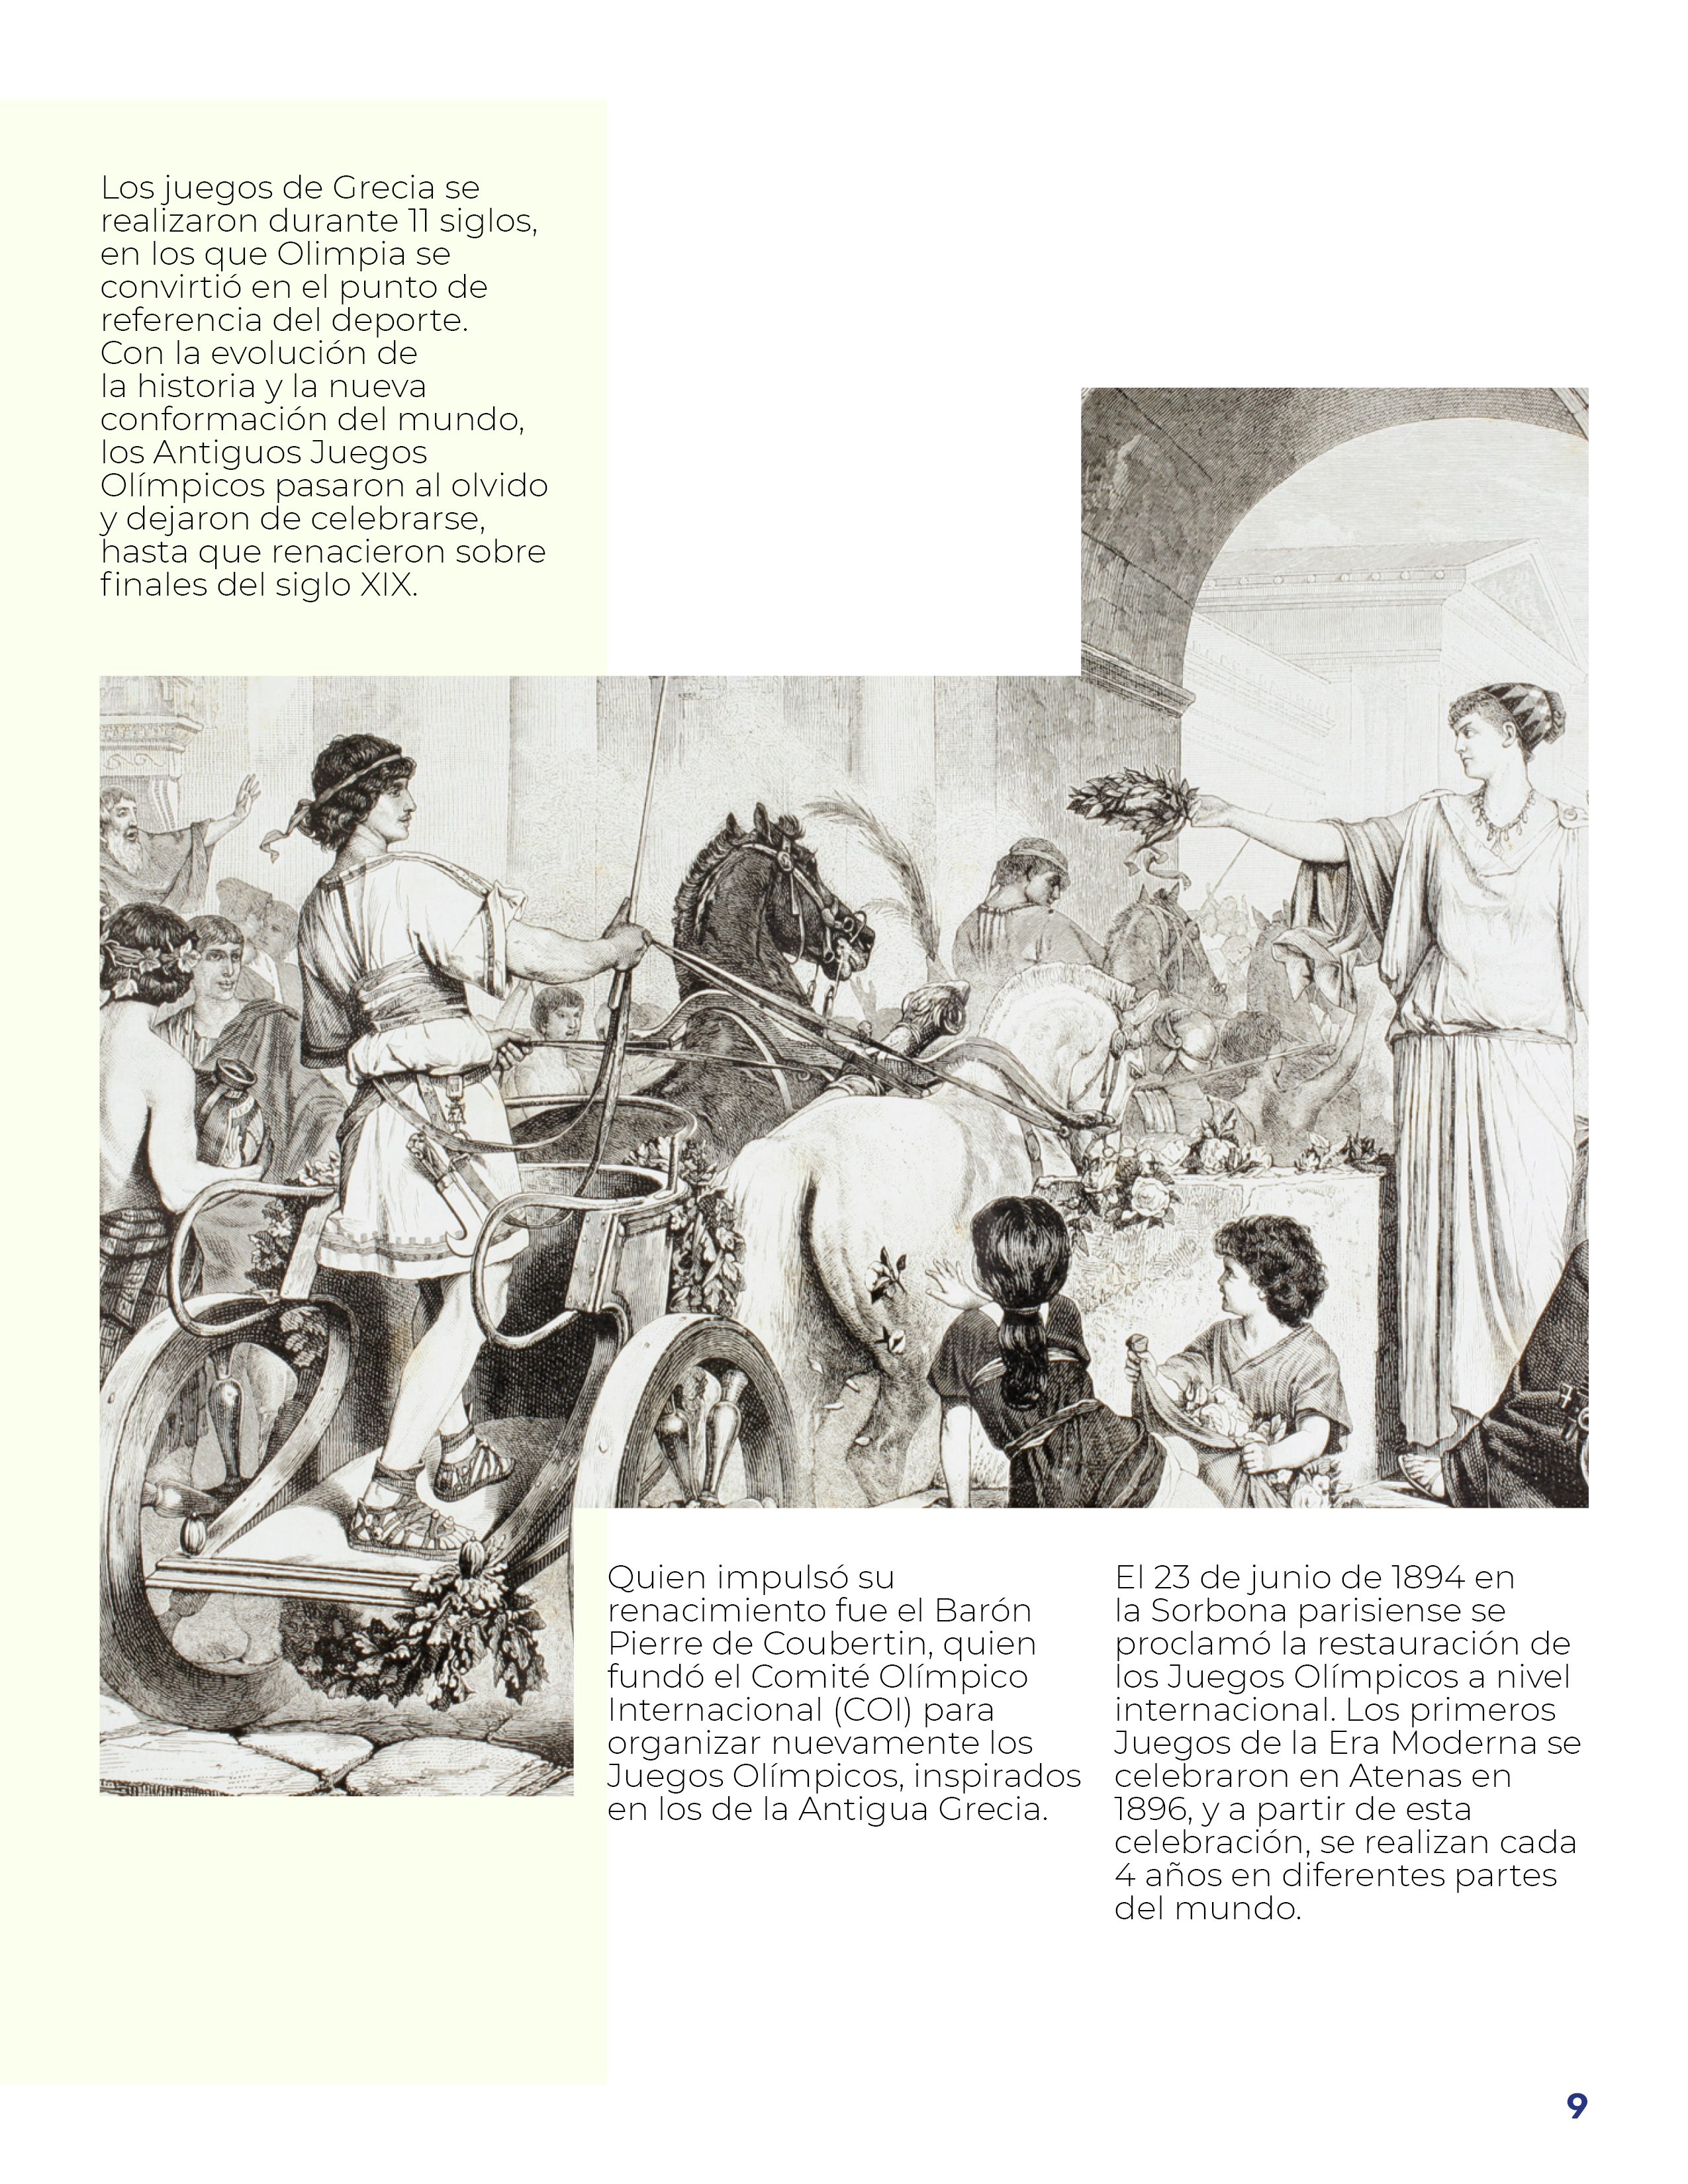 Los juegos de Grecia se
realizaron durante 11 siglos,
en los que Olimpia se
convirtió en el punto de
referencia del deporte.
Con la evolución de
la historia y la nueva
conformación del mundo,
los Antiguos Juegos
Olímpicos pasaron al olvido
y dejaron de celebrarse,
hasta que renacieron sobre
finales del siglo XIX.
Quien impulsó su
renacimiento fue el Barón
Pierre de Coubertin, quien
fundó el Comité Olímpico
Internacional (COI) para
organizar nuevamente los
Juegos Olímpicos, inspirados
en los de la Antigua Grecia.
El 23 de junio de 1894 en
la Sorbona parisiense se
proclamó la restauración de
los Juegos Olímpicos a nivel
internacional. Los primeros
Juegos de la Era Moderna se
celebraron en Atenas en
1896, y a partir de esta
celebración, se realizan cada
4 años en diferentes partes
del mundo.
9